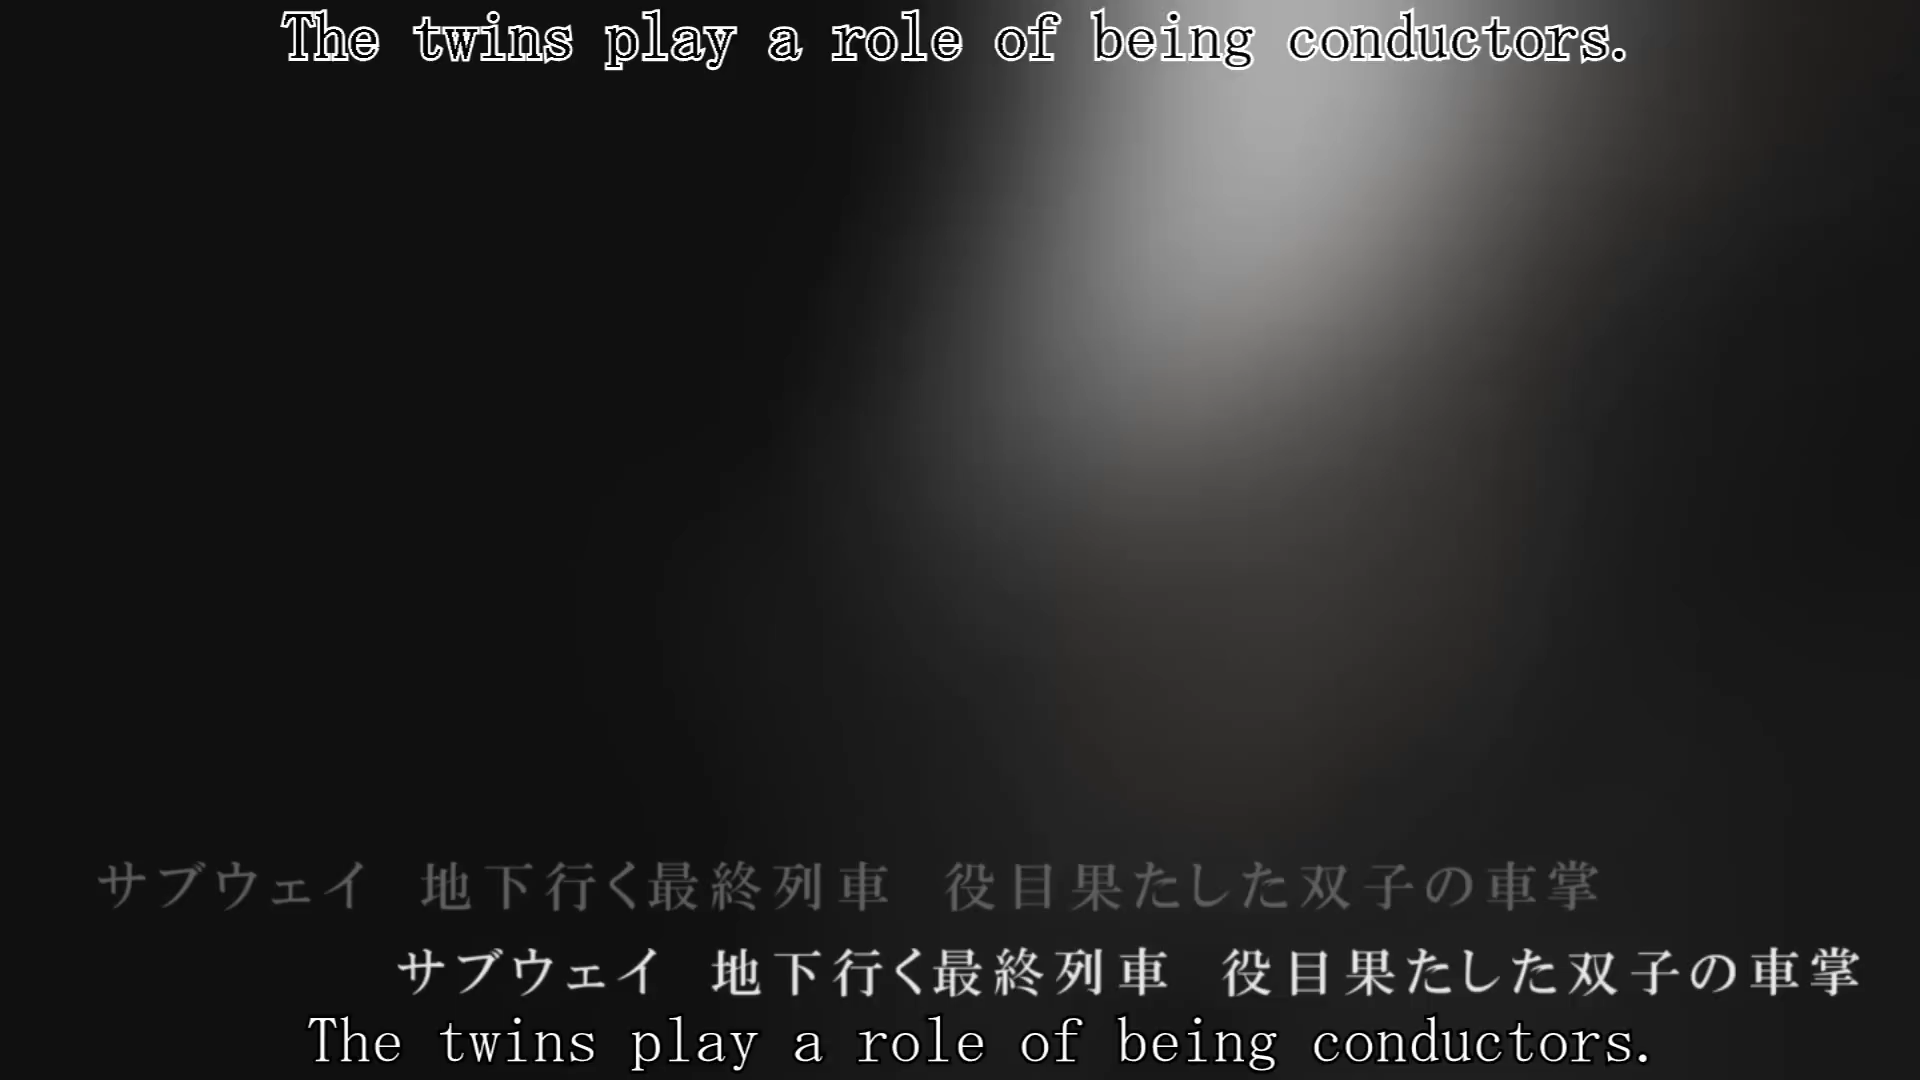 The twins play a role of being conductors.
サブウェイ 地下行く最終列車 役目果たした双子の車掌
サブウェイ 地下行く最終列車 役目果たした双子の車掌
The twins play a role of being conductors.